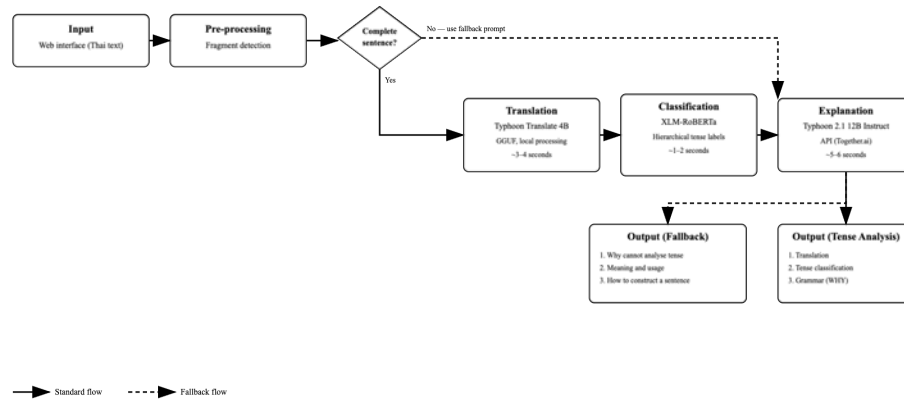 Input
Web interface (Thai text)
Pre-processing
Fragment detection
Complete
sentence?
No — use fallback prompt
Yes
Translation
Typhoon Translate 4B
GGUF, local processing
~3–4 seconds
Classification
XLM-RoBERTa
Hierarchical tense labels
~1–2 seconds
Explanation
Typhoon 2.1 12B Instruct
API (Together.ai)
~5–6 seconds
Output (Fallback)
1. Why cannot analyse tense
2. Meaning and usage
3. How to construct a sentence
Output (Tense Analysis)
1. Translation
2. Tense classification
3. Grammar (WHY)
Standard flow
Fallback flow